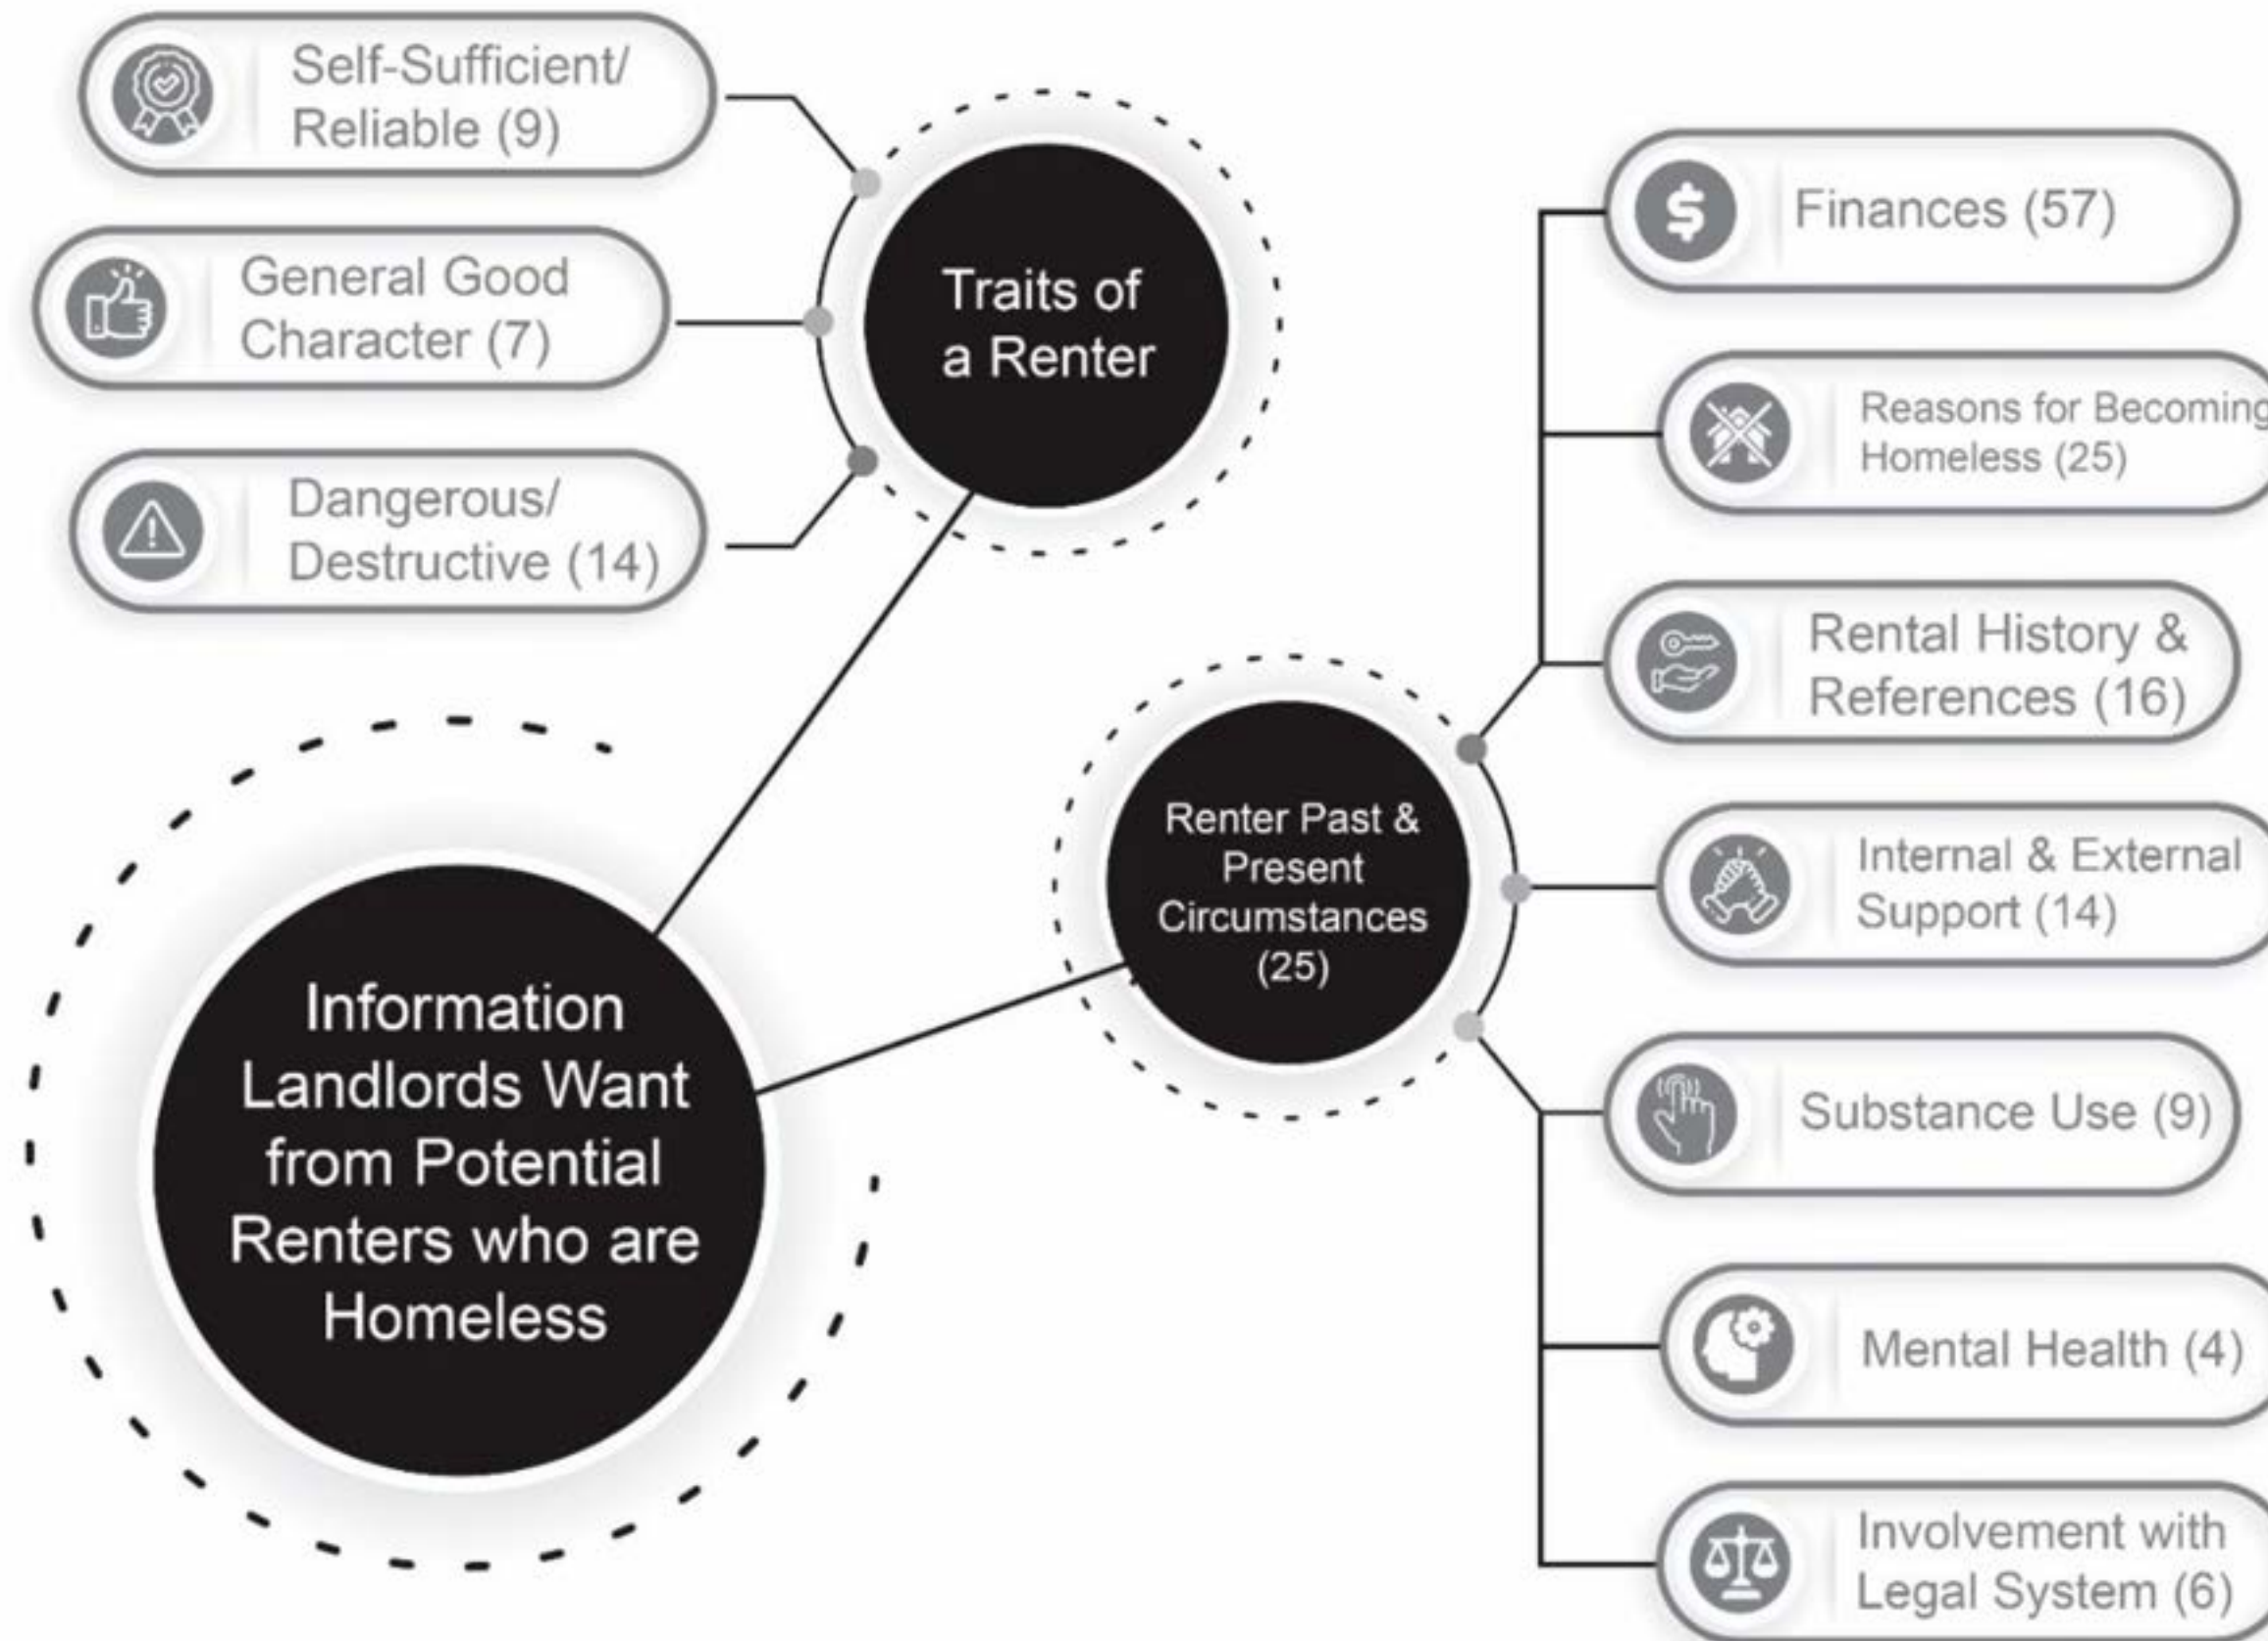 Self-Sufficient/
Reliable (9)
General Good
Character (7)
Dangerous/
Destructive (14)
Traits of
a Renter
Information
Landlords Want
from Potential
Renters who are
Homeless
Renter Past &
Present
Circumstances
(25)
Finances (57)
Reasons for Becoming
Homeless (25)
Rental History &
References (16)
Internal & External
Support (14)
Substance Use (9)
Mental Health (4)
Involvement with
Legal System (6)